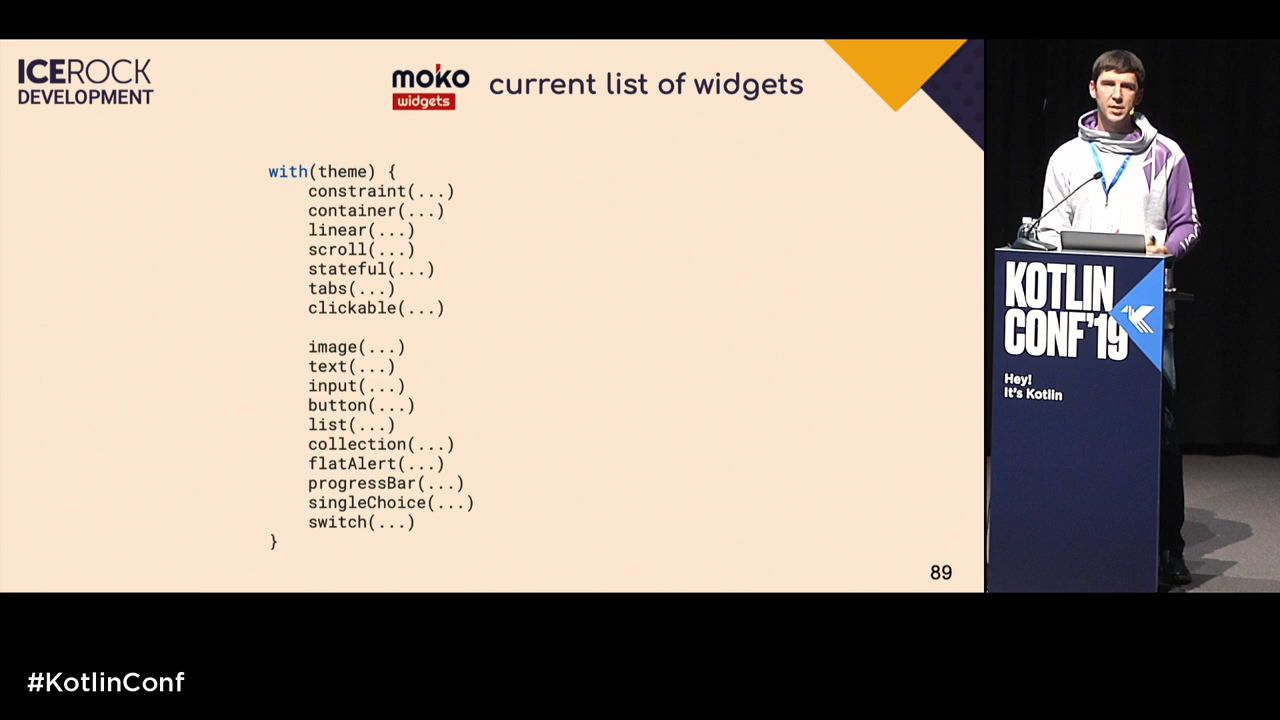 ICEROCK
DEVELOPMENT
moko
widgets
current list of widgets
with(theme) {
constraint(...)
container(...)
linear(...)
scroll(...)
stateful(...)
tabs(...)
clickable(...)
image(...)
text(...)
input(...)
button(...)
list(...)
collection(...)
flatAlert(...)
progressBar(...)
singleChoice(...)
switch(...)
}
89
KOTLIN
CONF'19
Hey!
It's Kotlin
#KotlinConf